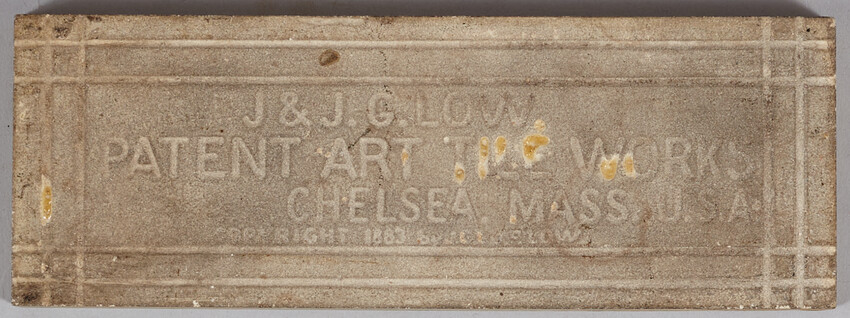 J & J. G. LOW
PATENT ART TILE WORKS
CHELSEA, MASS. U.S.A.
COPYRIGHT 1883 BY J. & J. G. LOW